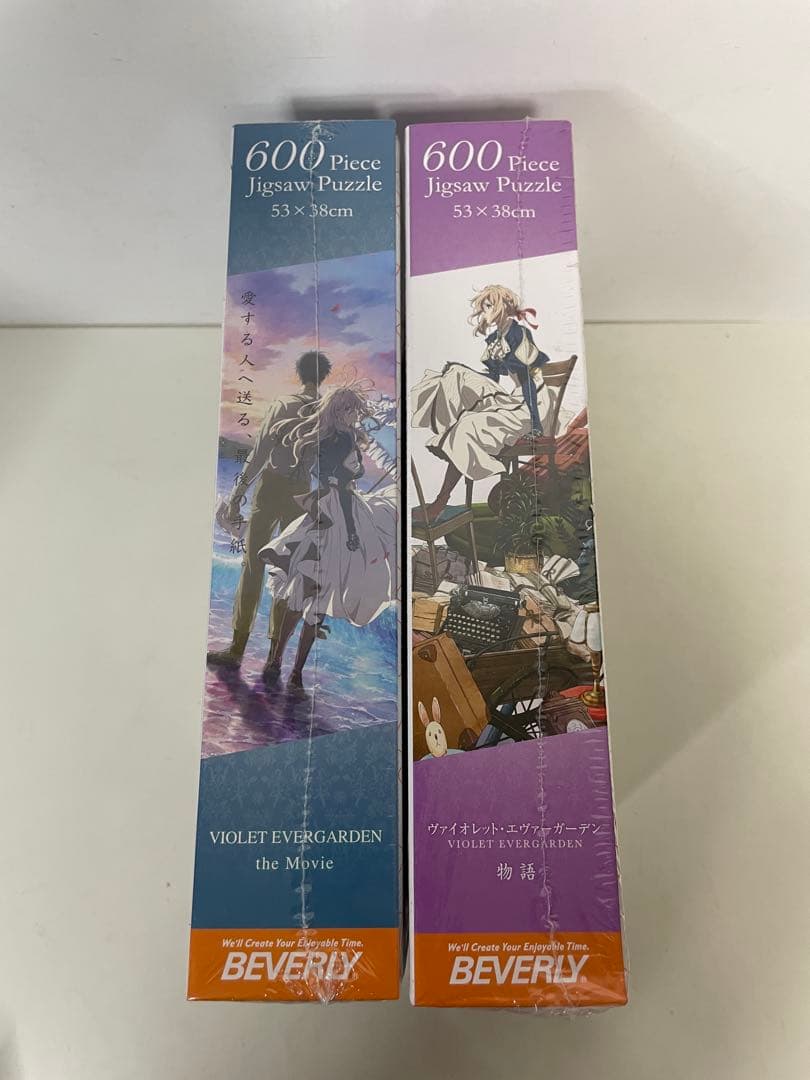 600 Piece
Jigsaw Puzzle
53×38cm
愛する人へ送る、最後の手紙。
VIOLET EVERGARDEN
the Movie
We'll Create Your Enjoyable Time.
BEVERLY
600 Piece
Jigsaw Puzzle
53×38cm
ヴァイオレット・エヴァーガーデン
VIOLET EVERGARDEN
物語
We'll Create Your Enjoyable Time.
BEVERLY®